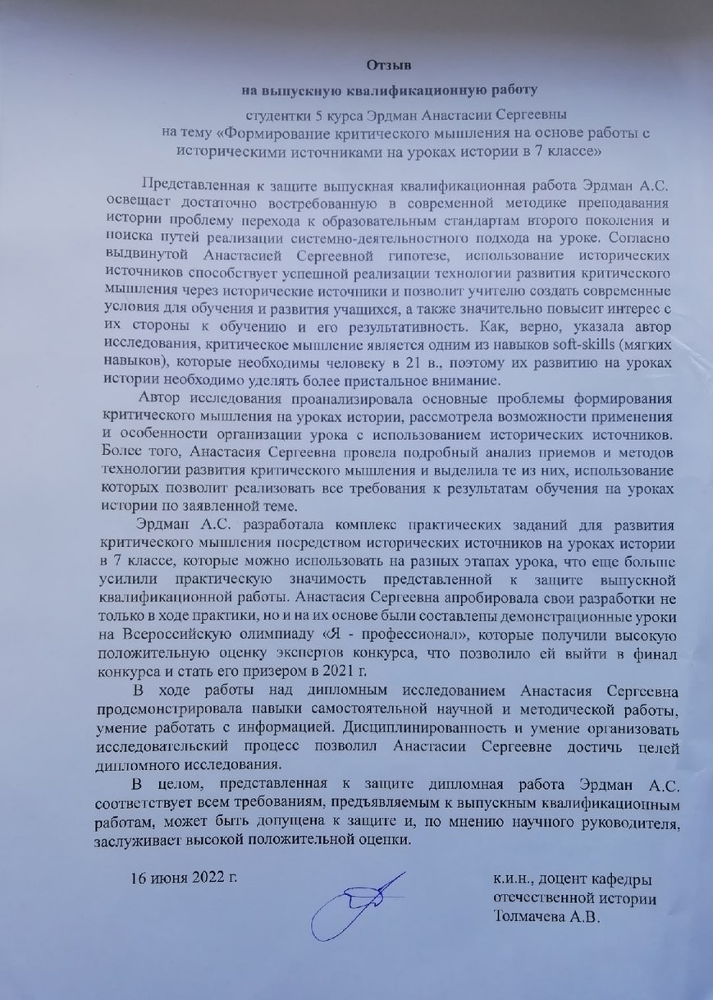 Отзыв
на выпускную квалификационную работу
студентки 5 курса Эрдман Анастасии Сергеевны
на тему «Формирование критического мышления на основе работы с
историческими источниками на уроках истории в 7 классе»
Представленная к защите выпускная квалификационная работа Эрдман А.С.
освещает достаточно востребованную в современной методике преподавания
истории проблему перехода к образовательным стандартам второго поколения и
поиска путей реализации системно-деятельностного подхода на уроке. Согласно
выдвинутой Анастасией Сергеевной гипотезе, использование исторических
источников способствует успешной реализации технологии развития критического
мышления через исторические источники и позволит учителю создать современные
условия для обучения и развития учащихся, а также значительно повысит интерес с
их стороны к обучению и его результативность. Как, верно, указала автор
исследования, критическое мышление является одним из навыков soft-skills (мягких
навыков), которые необходимы человеку в 21 в., поэтому их развитию на уроках
истории необходимо уделять более пристальное внимание.
Автор исследования проанализировала основные проблемы формирования
критического мышления на уроках истории, рассмотрела возможности применения
и особенности организации урока с использованием исторических источников.
Более того, Анастасия Сергеевна провела подробный анализ приемов и методов
технологии развития критического мышления и выделила те из них, использование
которых позволит реализовать все требования к результатам обучения на уроках
истории по заявленной теме.
Эрдман А.С. разработала комплекс практических заданий для развития
критического мышления посредством исторических источников на уроках истории
в 7 классе, которые можно использовать на разных этапах урока, что еще больше
усилили практическую значимость представленной к защите выпускной
квалификационной работы. Анастасия Сергеевна апробировала свои разработки не
только в ходе практики, но и на их основе были составлены демонстрационные уроки
на Всероссийскую олимпиаду «Я - профессионал», которые получили высокую
положительную оценку экспертов конкурса, что позволило ей выйти в финал
конкурса и стать его призером в 2021 г.
В ходе работы над дипломным исследованием Анастасия Сергеевна
продемонстрировала навыки самостоятельной научной и методической работы,
умение работать с информацией. Дисциплинированность и умение организовать
исследовательский процесс позволил Анастасии Сергеевне достичь целей
дипломного исследования.
В целом, представленная к защите дипломная работа Эрдман А.С.
соответствует всем требованиям, предъявляемым к выпускным квалификационным
работам, может быть допущена к защите и, по мнению научного руководителя,
заслуживает высокой положительной оценки.
16 июня 2022 г.
к.и.н., доцент кафедры
отечественной истории
Толмачева А.В.